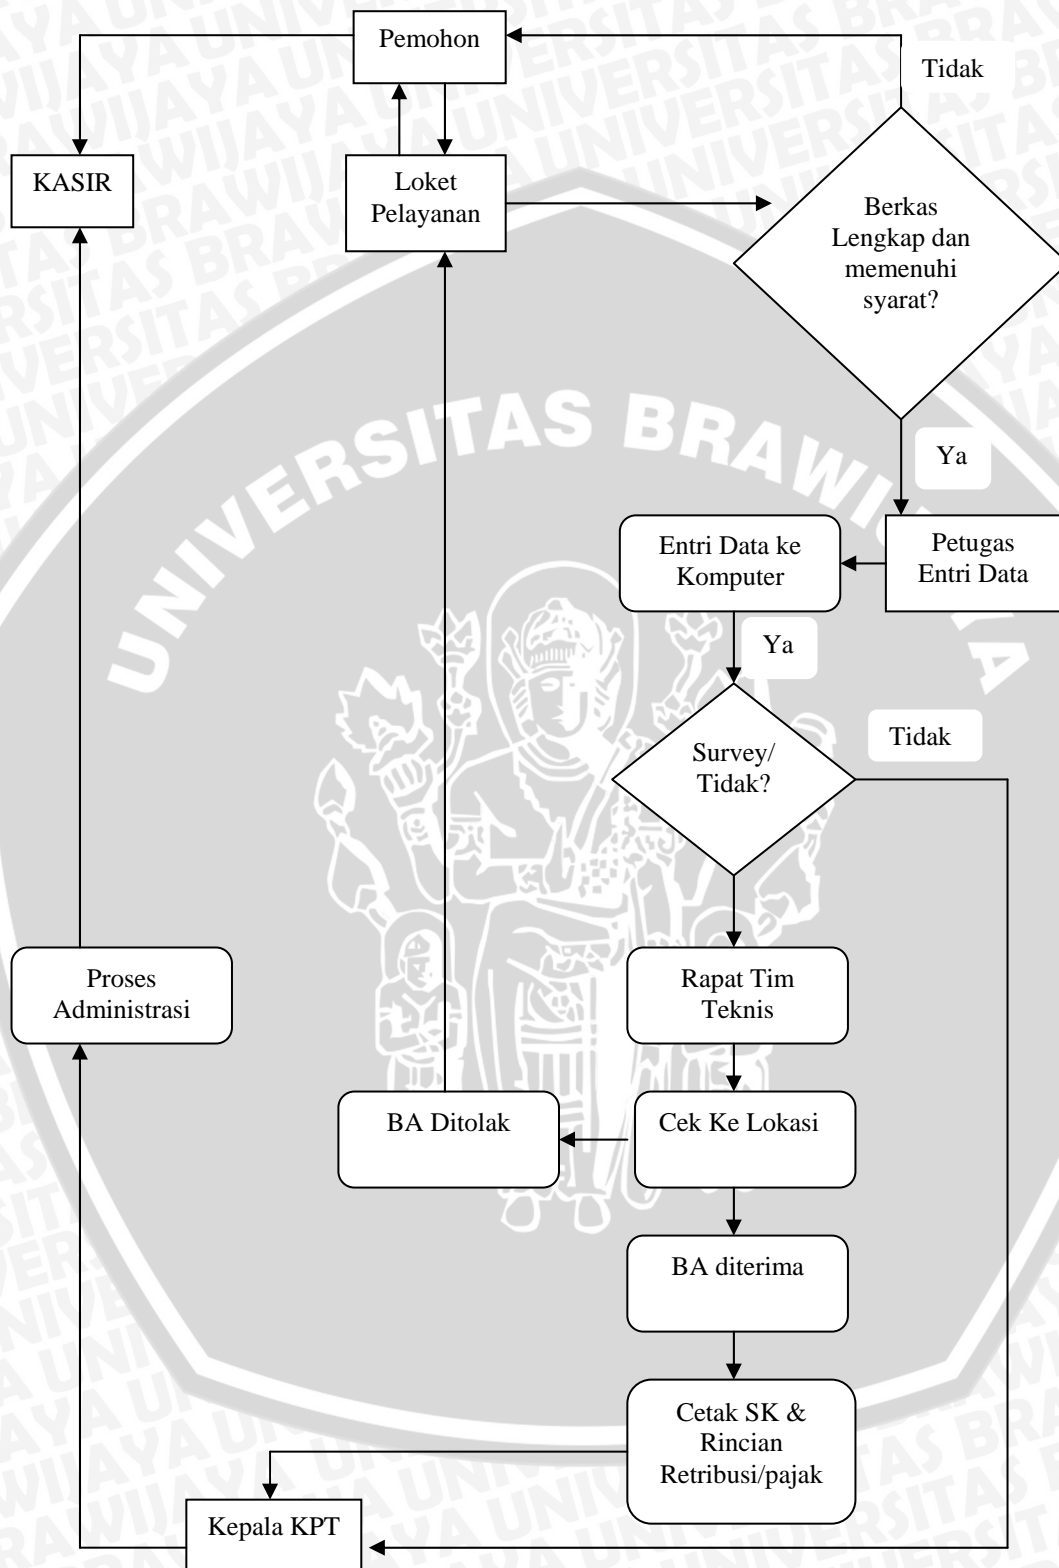 Pemohon
Tidak
KASIR
Loket
Pelayanan
Berkas
Lengkap dan
memenuhi
syarat?
Ya
Entri Data ke
Komputer
Petugas
Entri Data
Ya
Tidak
Survey/
Tidak?
Proses
Administrasi
Rapat Tim
Teknis
BA Ditolak
Cek Ke Lokasi
BA diterima
Cetak SK &
Rincian
Retribusi/pajak
Kepala KPT
UNIVERSITAS BRAWIJAYA